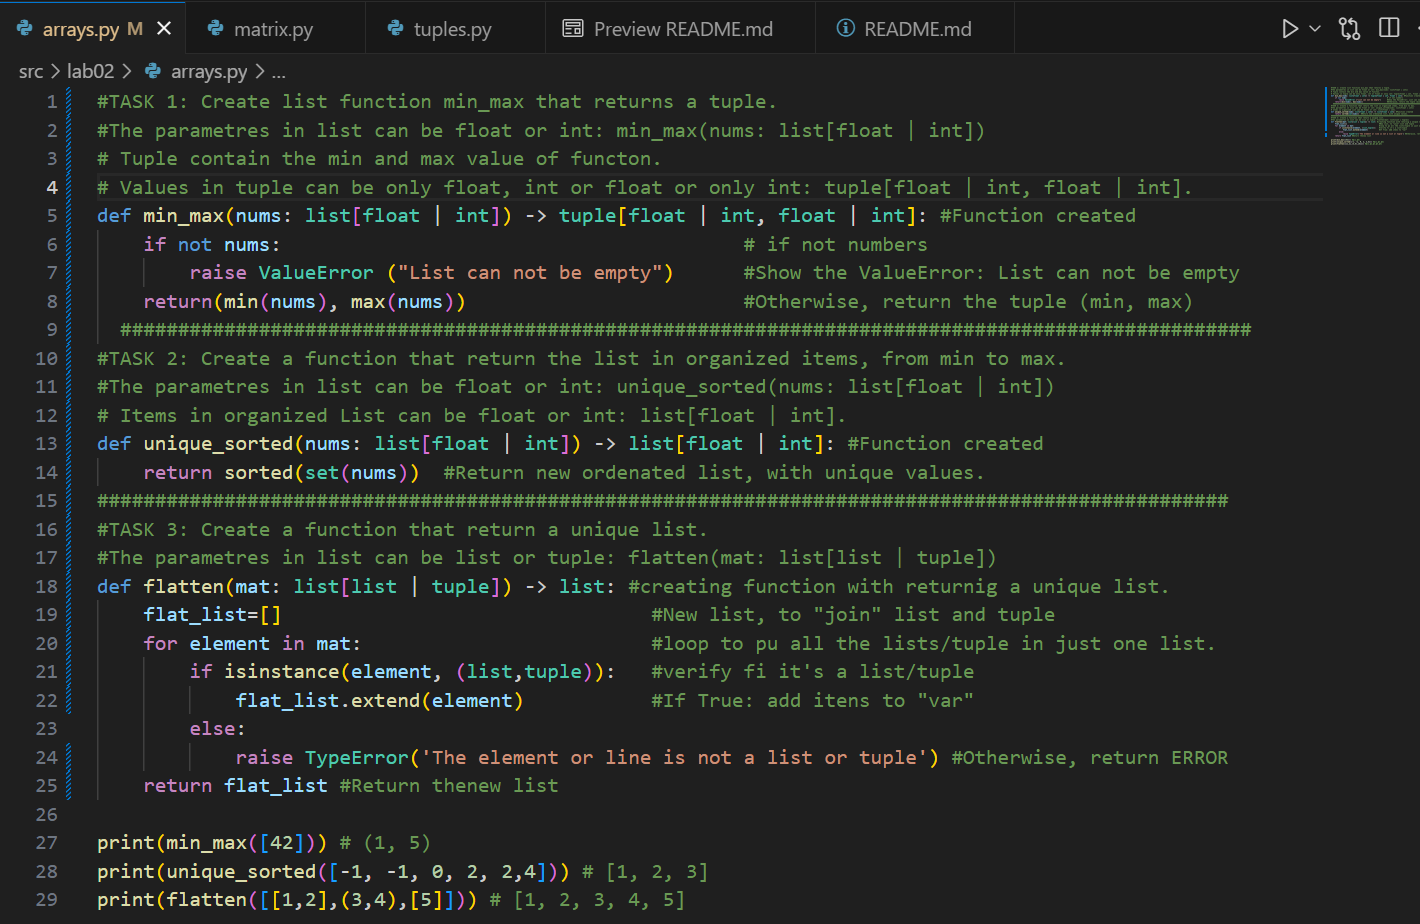 arrays.py M
matrix.py
tuples.py
Preview README.md
README.md
src > lab02 > arrays.py > ...
1 #TASK 1: Create list function min_max that returns a tuple.
2 #The parametres in list can be float or int: min_max(nums: list[float | int])
3 # Tuple contain the min and max value of functon.
4 # Values in tuple can be only float, int or float or only int: tuple[float | int, float | int].
5 def min_max(nums: list[float | int]) -> tuple[float | int, float | int]: #Function created
6     if not nums:                                        # if not numbers
7         raise ValueError ("List can not be empty")      #Show the ValueError: List can not be empty
8     return(min(nums), max(nums))                        #Otherwise, return the tuple (min, max)
9   ##################################################################################################
10 #TASK 2: Create a function that return the list in organized items, from min to max.
11 #The parametres in list can be float or int: unique_sorted(nums: list[float | int])
12 # Items in organized List can be float or int: list[float | int].
13 def unique_sorted(nums: list[float | int]) -> list[float | int]: #Function created
14     return sorted(set(nums))  #Return new ordenated list, with unique values.
15 ##################################################################################################
16 #TASK 3: Create a function that return a unique list.
17 #The parametres in list can be list or tuple: flatten(mat: list[list | tuple])
18 def flatten(mat: list[list | tuple]) -> list: #creating function with returnig a unique list.
19     flat_list=[]                                #New list, to "join" list and tuple
20     for element in mat:                         #loop to pu all the lists/tuple in just one list.
21         if isinstance(element, (list,tuple)):   #verify fi it's a list/tuple
22             flat_list.extend(element)           #If True: add itens to "var"
23         else:
24             raise TypeError('The element or line is not a list or tuple') #Otherwise, return ERROR
25     return flat_list #Return thenew list
26
27 print(min_max([42])) # (1, 5)
28 print(unique_sorted([-1, -1, 0, 2, 2,4])) # [1, 2, 3]
29 print(flatten([[1,2],(3,4),[5]])) # [1, 2, 3, 4, 5]